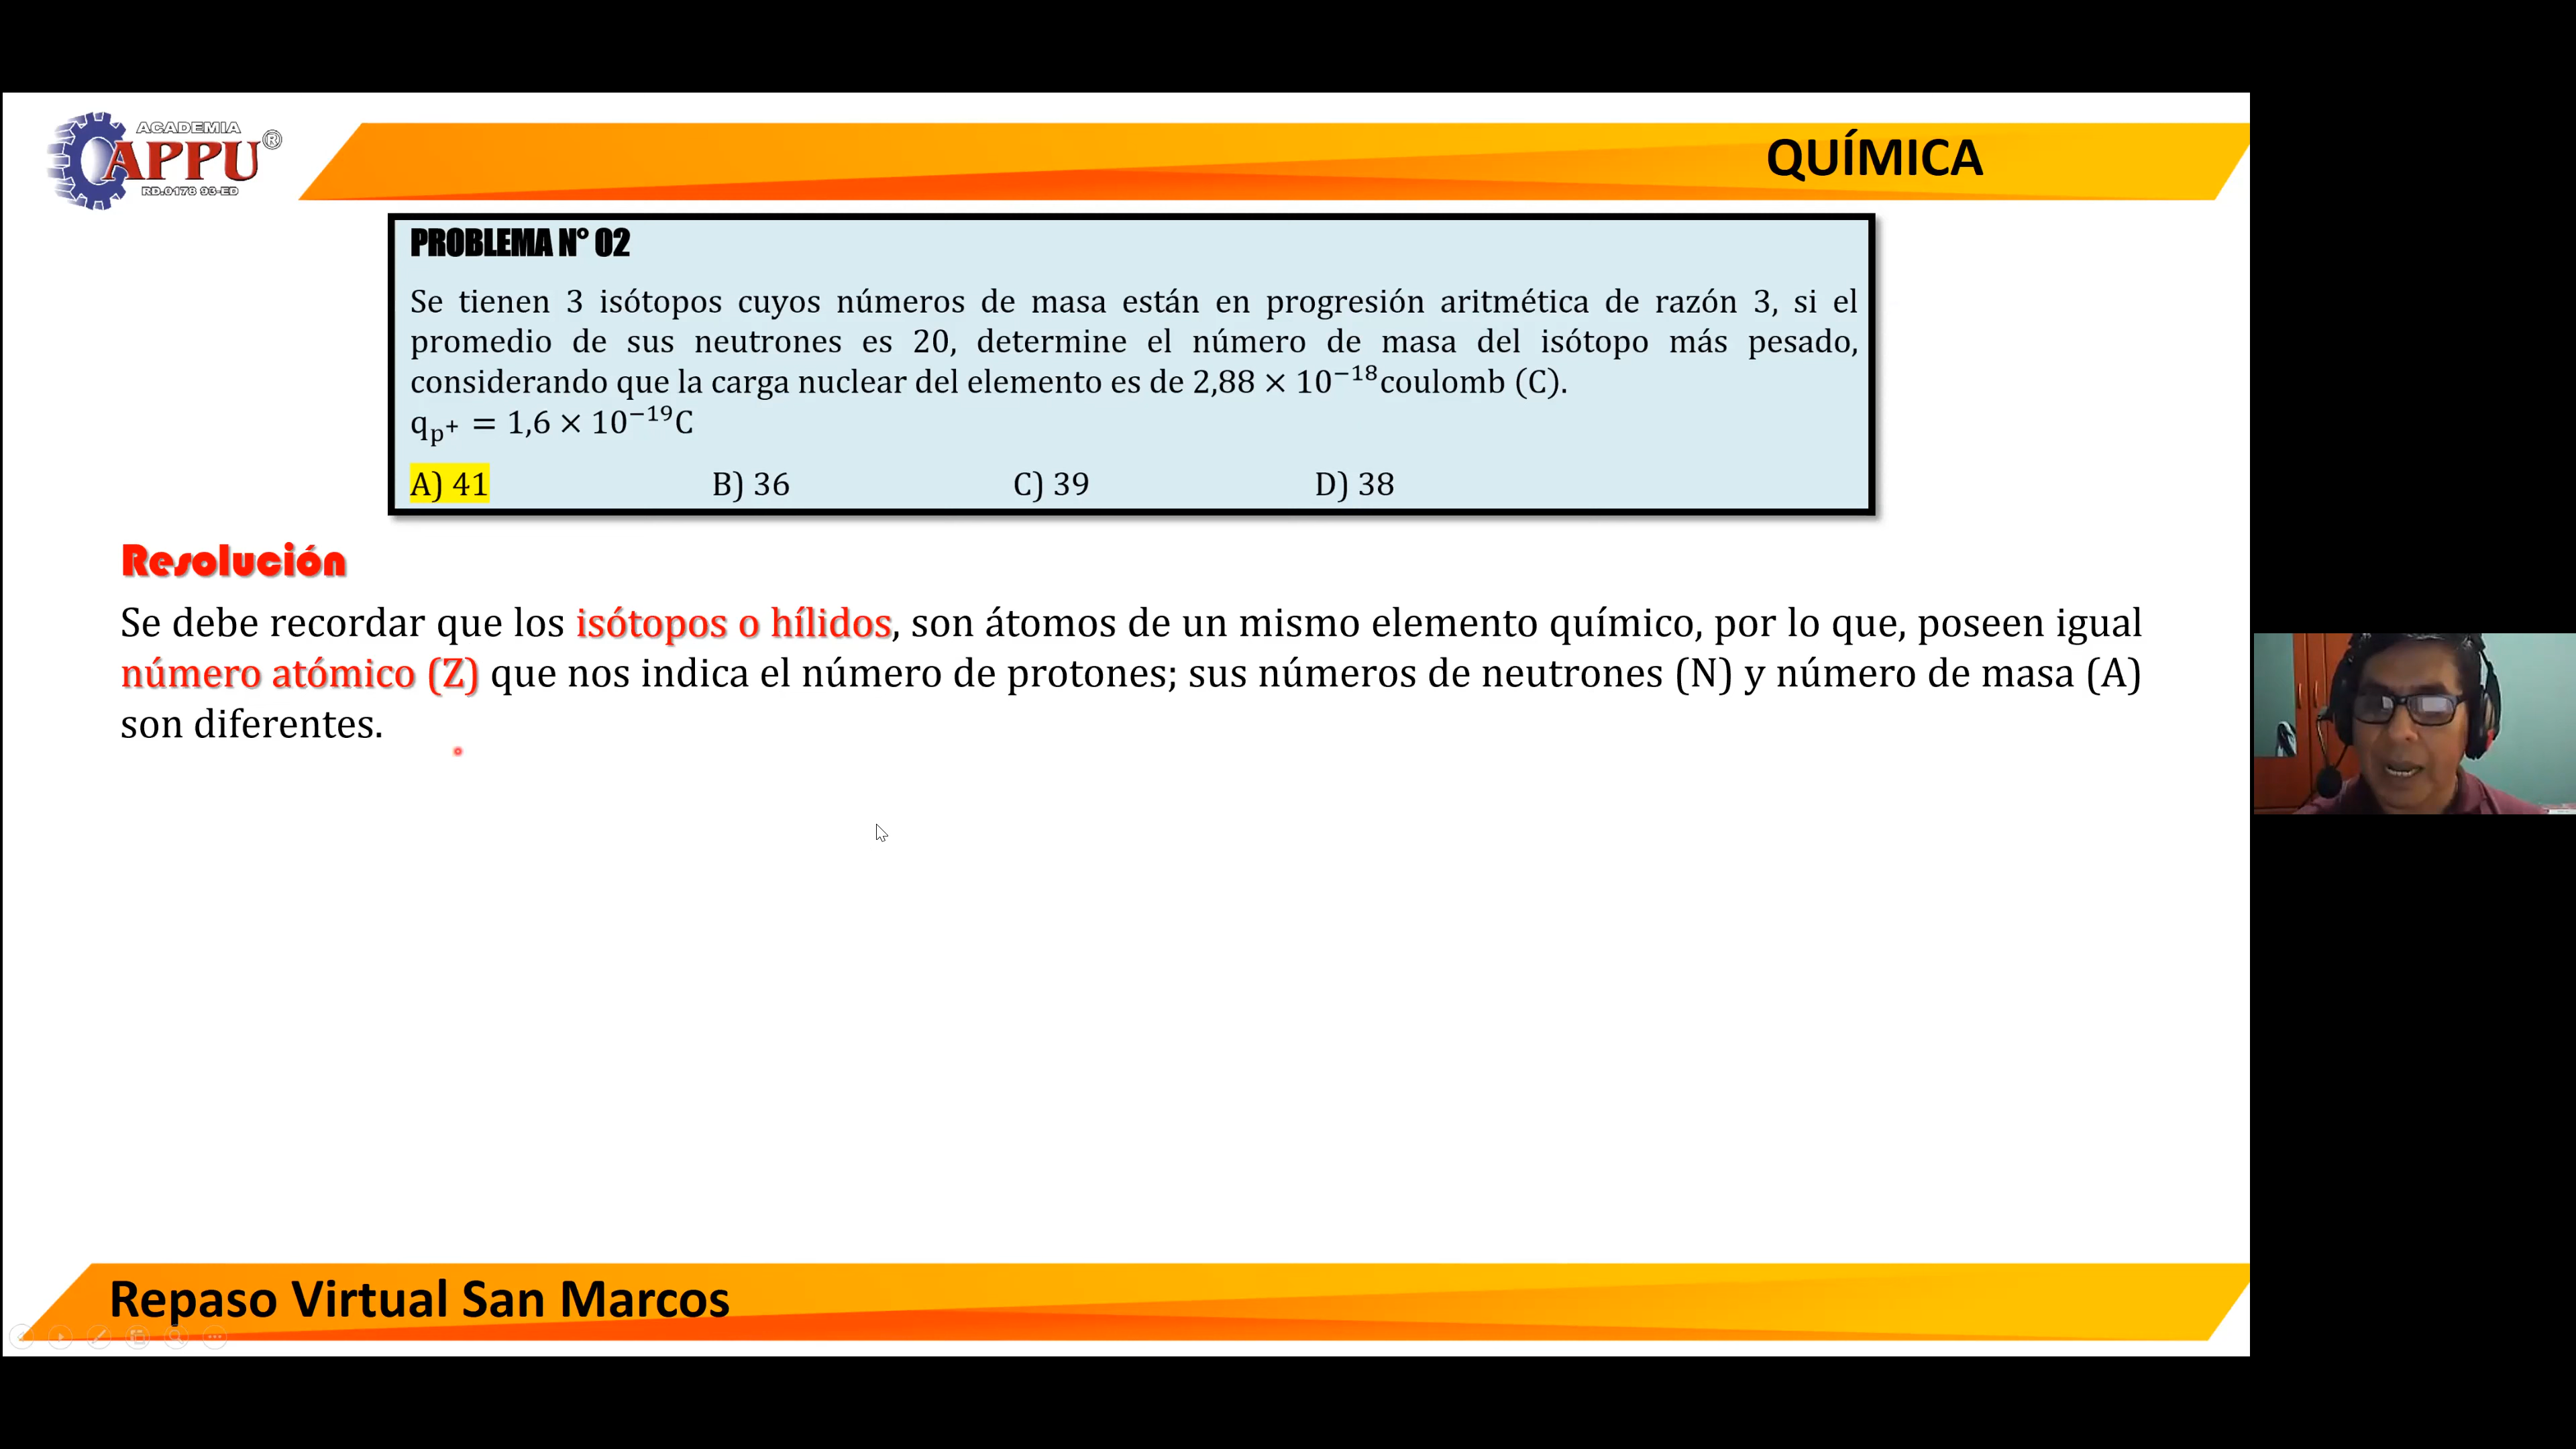 ACADEMIA
APPU®
RD.0178 93-ED
QUÍMICA
PROBLEMA N° 02
Se tienen 3 isótopos cuyos números de masa están en progresión aritmética de razón 3, si el
promedio de sus neutrones es 20, determine el número de masa del isótopo más pesado,
considerando que la carga nuclear del elemento es de 2,88 × 10⁻¹⁸coulomb (C).
qₚ⁺ = 1,6 × 10⁻¹⁹C
A) 41 B) 36 C) 39 D) 38
Resolución
Se debe recordar que los isótopos o hílidos, son átomos de un mismo elemento químico, por lo que, poseen igual
número atómico (Z) que nos indica el número de protones; sus números de neutrones (N) y número de masa (A)
son diferentes.
Repaso Virtual San Marcos